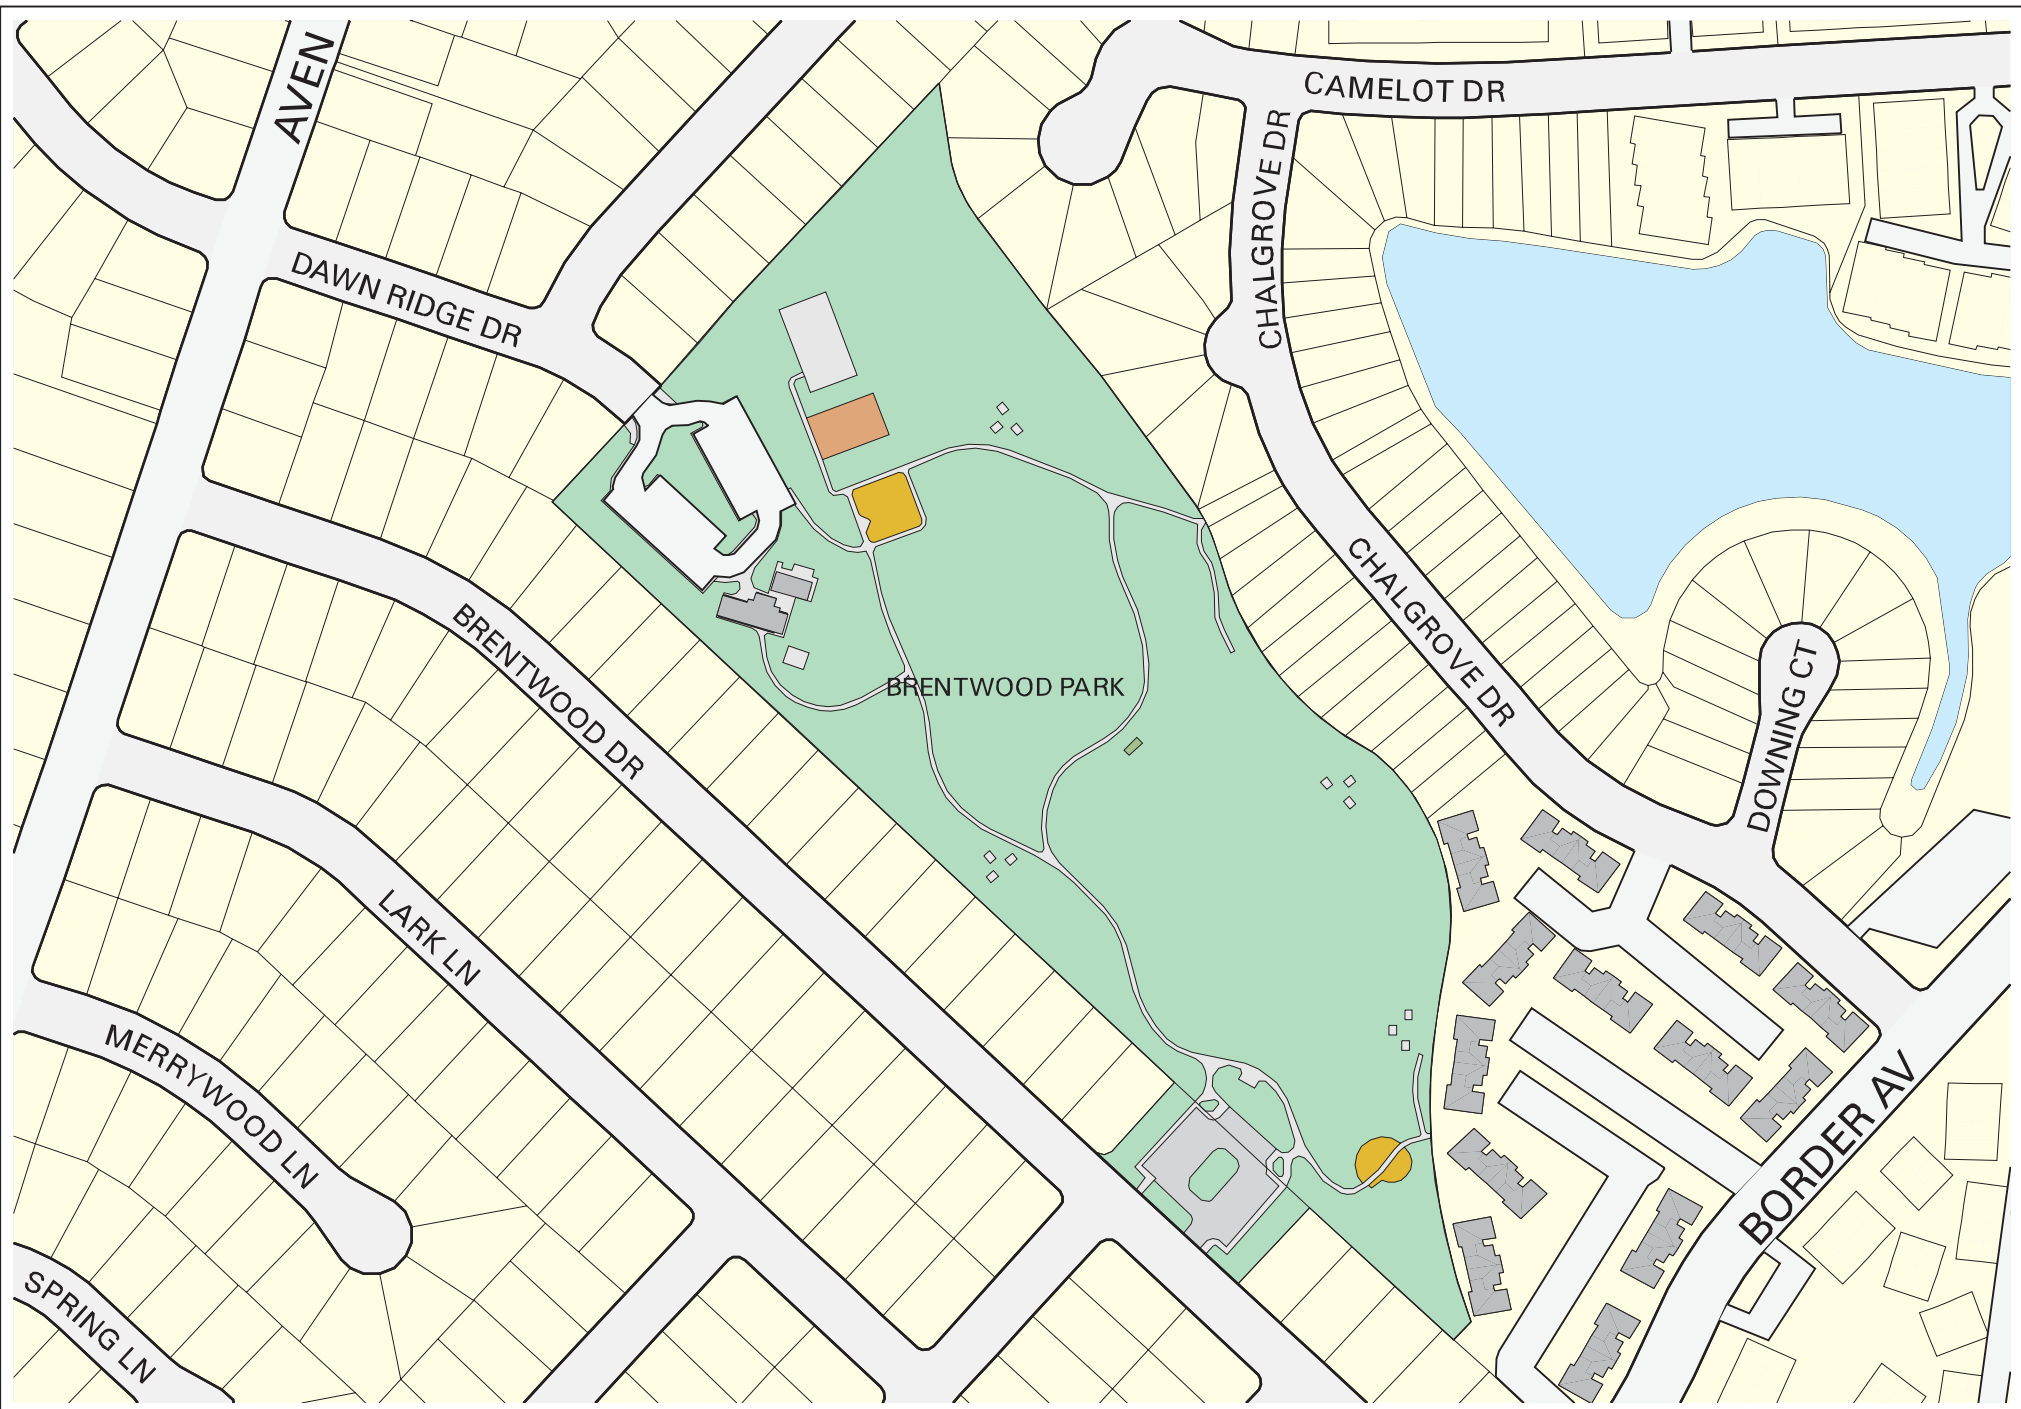 AVEN
CAMELOT DR
CHALGROVE DR
DAWN RIDGE DR
BRENTWOOD DR
CHALGROVE DR
BRENTWOOD PARK
DOWNING CT
LARK LN
MERRYWOOD LN
BORDER AV
SPRING LN